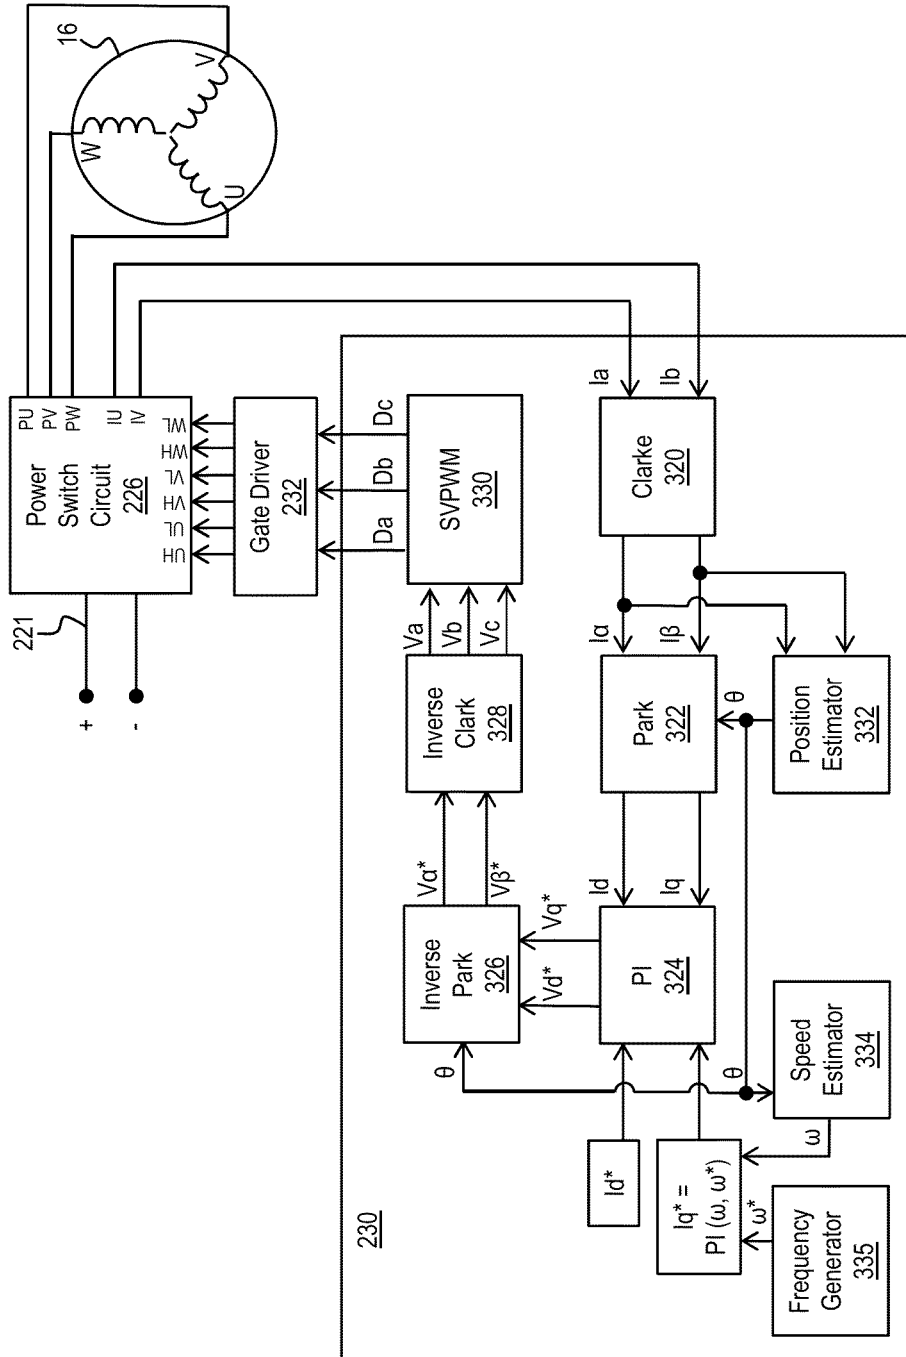 16
W
V
U
221
+
-
Power
Switch
Circuit
226
PU
PV
PW
IU
IV
UH
UL
VH
VL
WH
WL
Gate Driver
232
Da
Db
Dc
230
SVPWM
330
Va
Vb
Vc
Inverse
Clark
328
Vα*
Vβ*
Inverse
Park
326
θ
Vd*
Vq*
Ia
Ib
Clarke
320
Iα
Iβ
Park
322
θ
Id
Iq
PI
324
Id*
Iq* =
PI (ω, ω*)
θ
Position
Estimator
332
Speed
Estimator
334
ω
ω*
Frequency
Generator
335